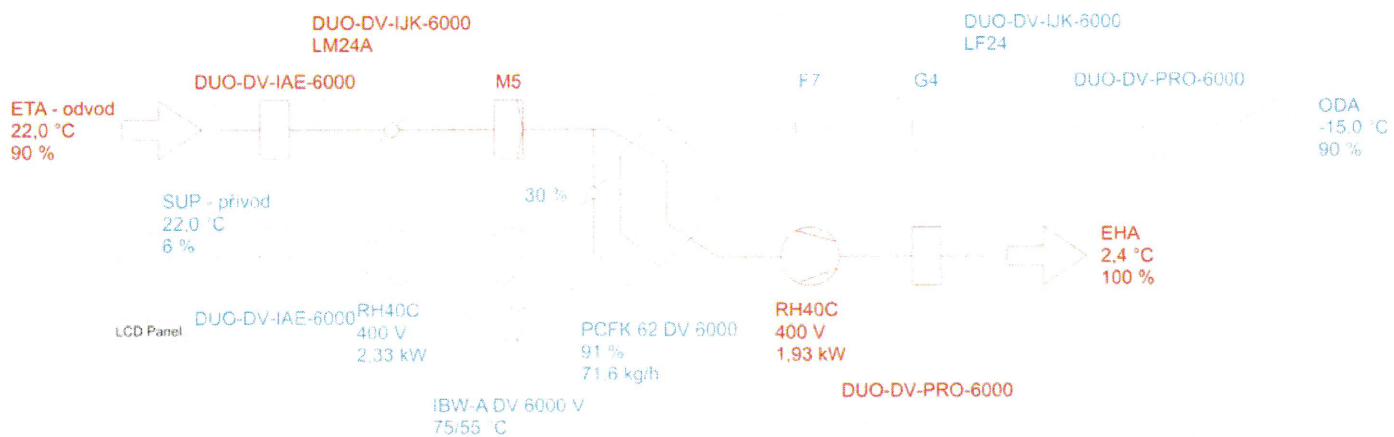 DUO-DV-IJK-6000
LM24A
DUO-DV-IJK-6000
LF24
DUO-DV-IAE-6000
M5
F7
G4
DUO-DV-PRO-6000
ETA - odvod
22,0 °C
90 %
ODA
-15,0 °C
90 %
SUP - přívod
22,0 °C
6 %
30 %
EHA
2,4 °C
100 %
LCD Panel
DUO-DV-IAE-6000
RH40C
400 V
2,33 kW
PCFK 62 DV 6000
91 %
71,6 kg/h
RH40C
400 V
1,93 kW
DUO-DV-PRO-6000
IBW-A DV 6000 V
75/55 °C